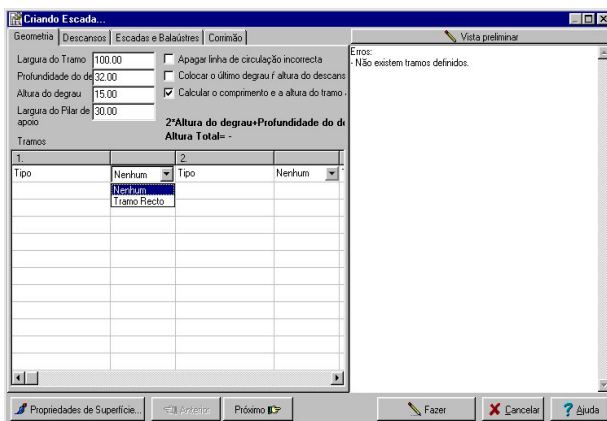 Criando Escada...
Geometria Descansos Escadas e Balaústres Corrimão
Vista preliminar
Largura do Tramo 100.00
Apagar linha de circulação incorrecta
Profundidade do de 32.00
Colocar o último degrau ŕ altura do descans
Altura do degrau 15.00
Calcular o comprimento e a altura do tramo
Largura do Pilar de apoio 30.00
2*Altura do degrau+Profundidade do de
Altura Total= -
Tramos
1. 2
Tipo Nenhum Tipo Nenhum
Nenhum
Tramo Recto
Erros:
- Não existem tramos definidos.
Propriedades de Superfície... Anterior Próximo Fazer Cancelar Ajuda